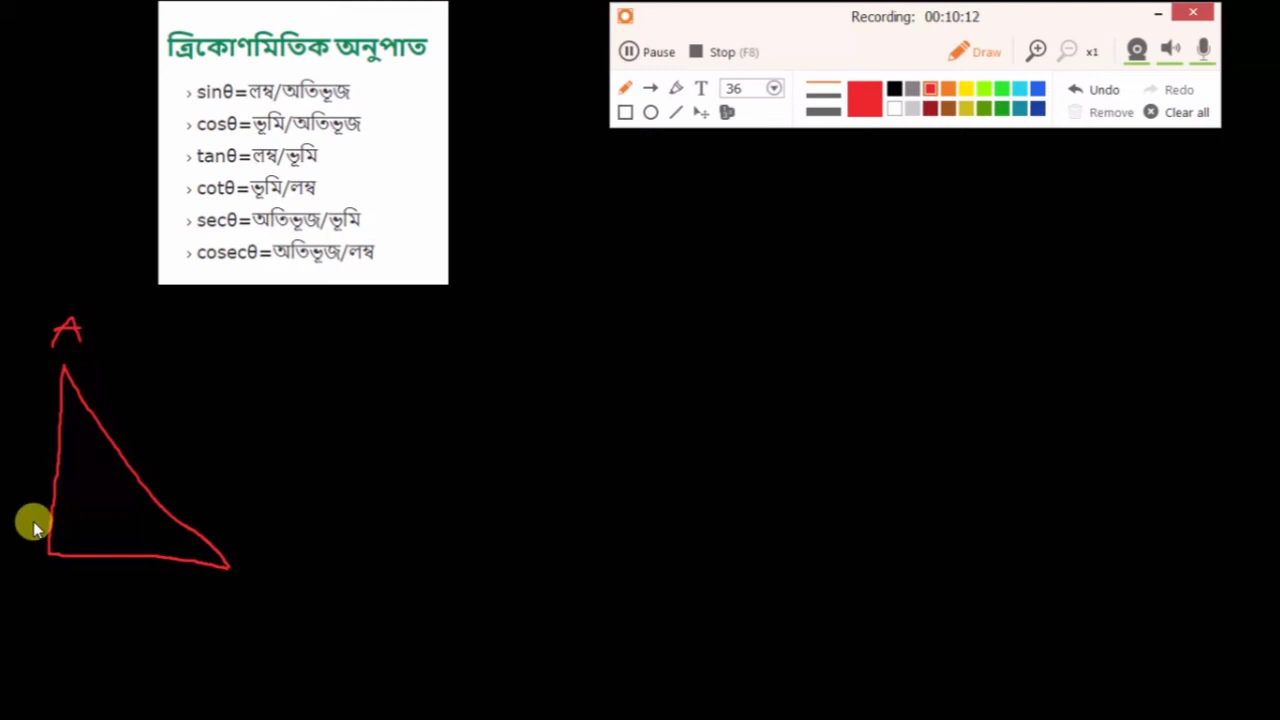 ত্রিকোণমিতিক অনুপাত
› sinθ=লম্ব/অতিভূজ
› cosθ=ভূমি/অতিভূজ
› tanθ=লম্ব/ভূমি
› cotθ=ভূমি/লম্ব
› secθ=অতিভূজ/ভূমি
› cosecθ=অতিভূজ/লম্ব
Recording: 00:10:12
Pause Stop (F8) Draw x1
T 36 Undo Redo
Remove Clear all
A